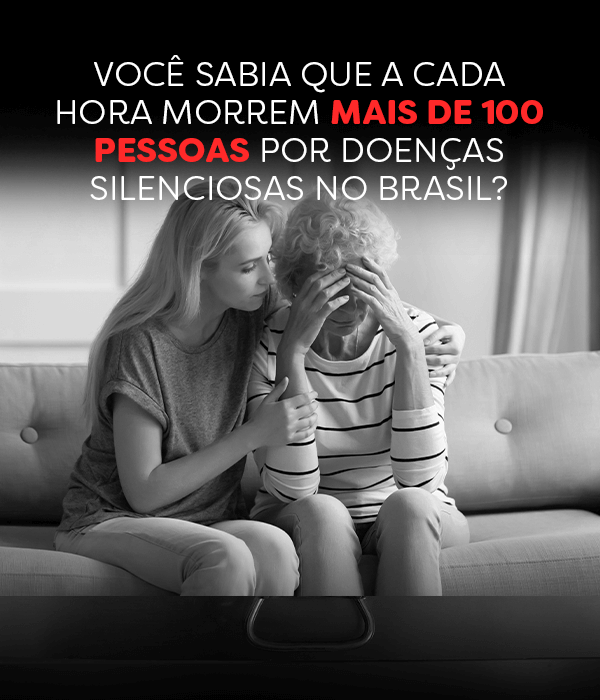 VOCÊ SABIA QUE A CADA
HORA MORREM MAIS DE 100
PESSOAS POR DOENÇAS
SILENCIOSAS NO BRASIL?